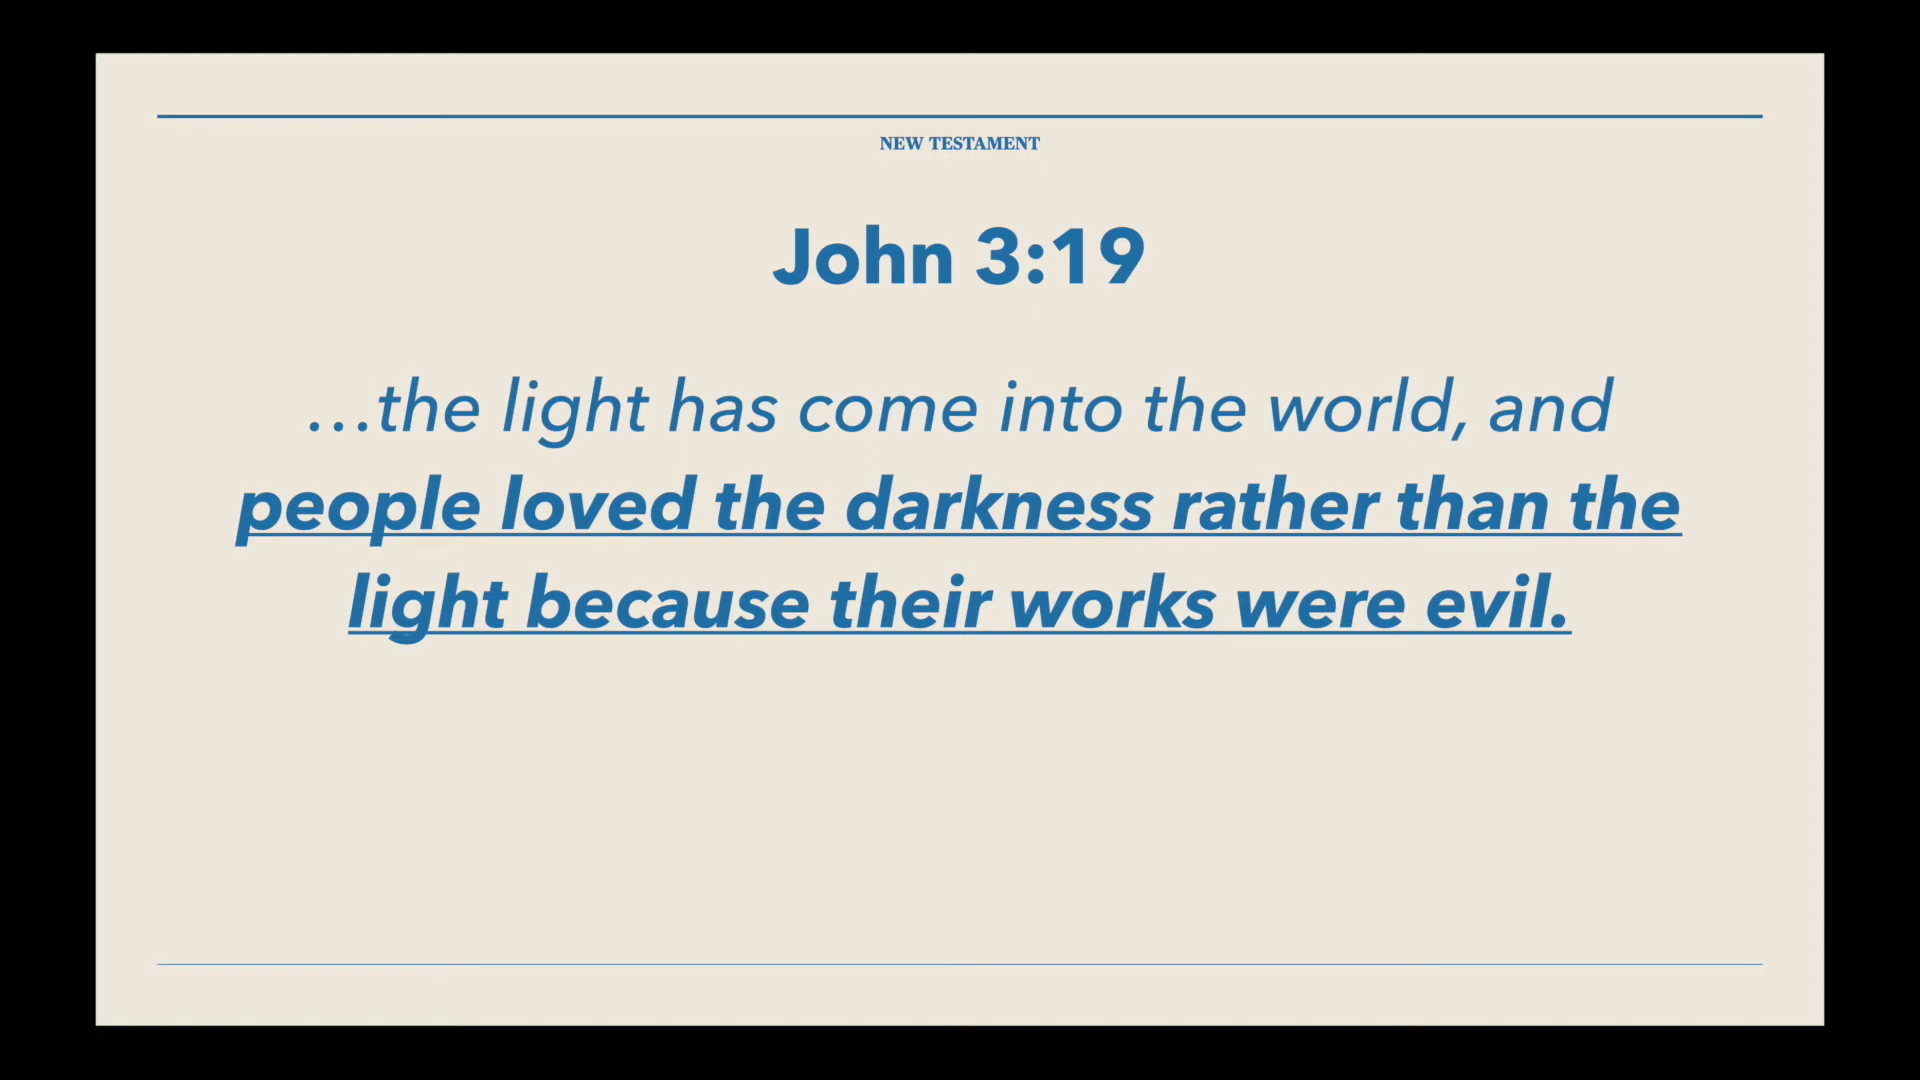 NEW TESTAMENT
John 3:19
…the light has come into the world, and
people loved the darkness rather than the
light because their works were evil.